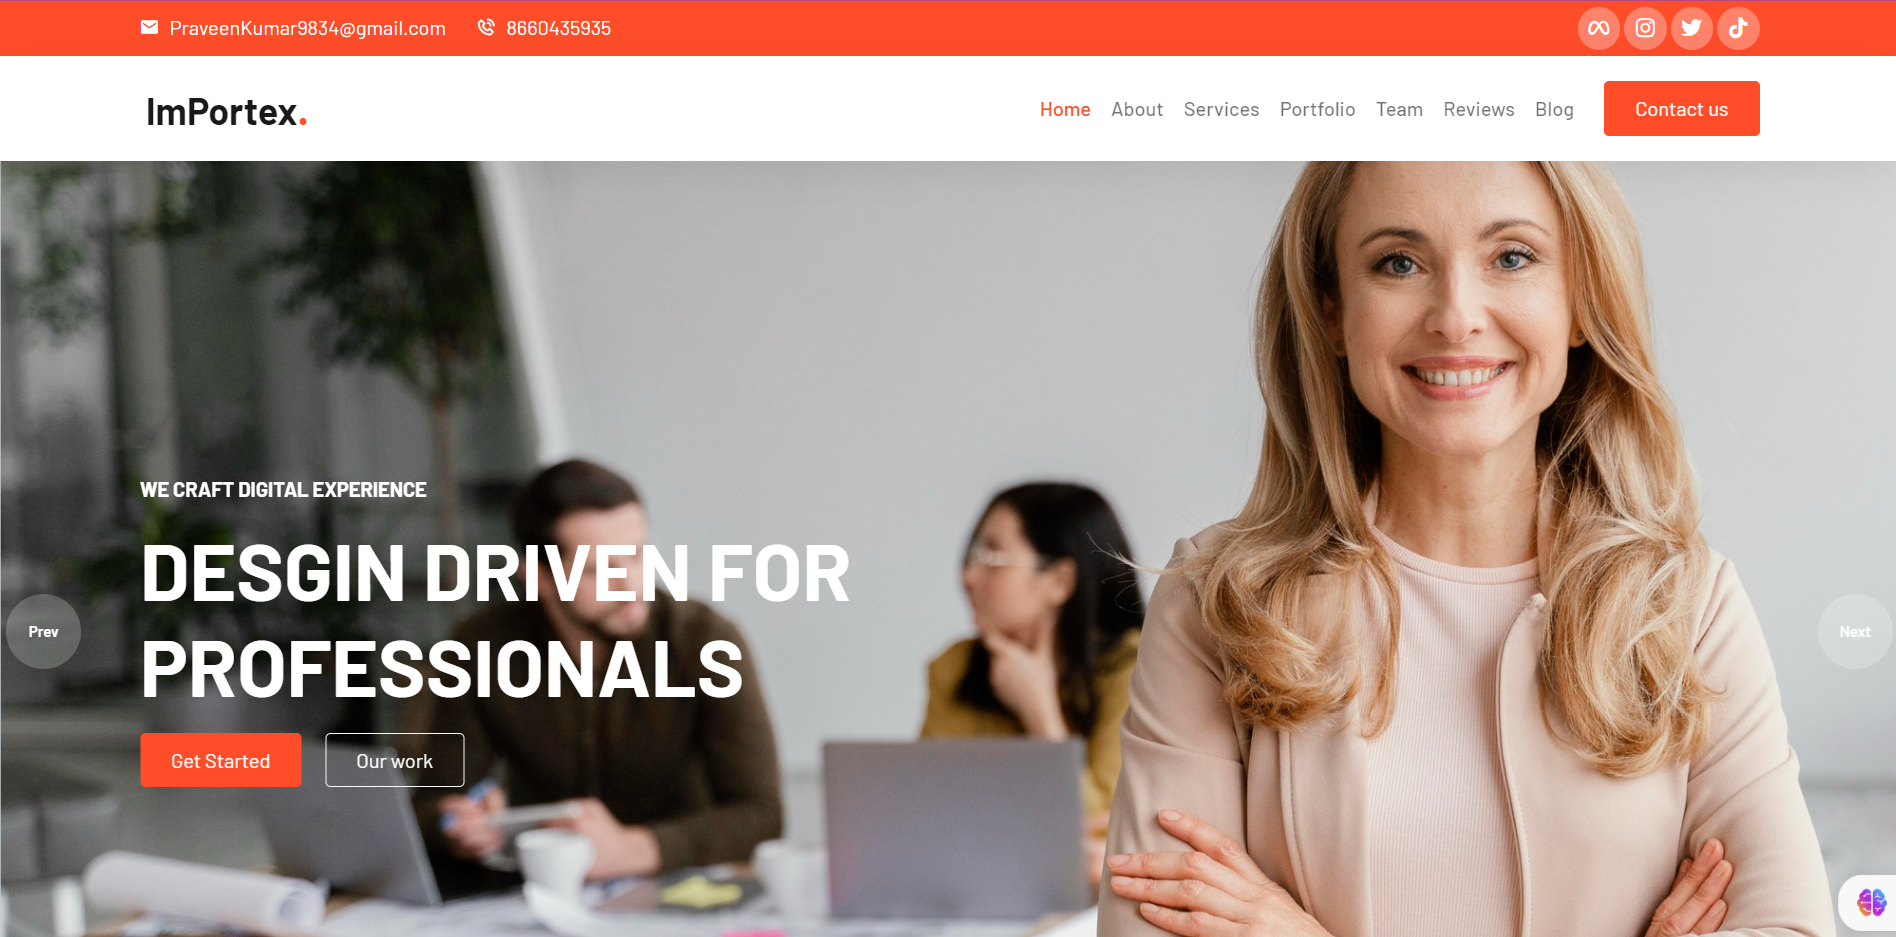 PraveenKumar9834@gmail.com 8660435935
ImPortex.
Home About Services Portfolio Team Reviews Blog Contact us
WE CRAFT DIGITAL EXPERIENCE
DESGIN DRIVEN FOR
PROFESSIONALS
Prev
Next
Get Started Our work